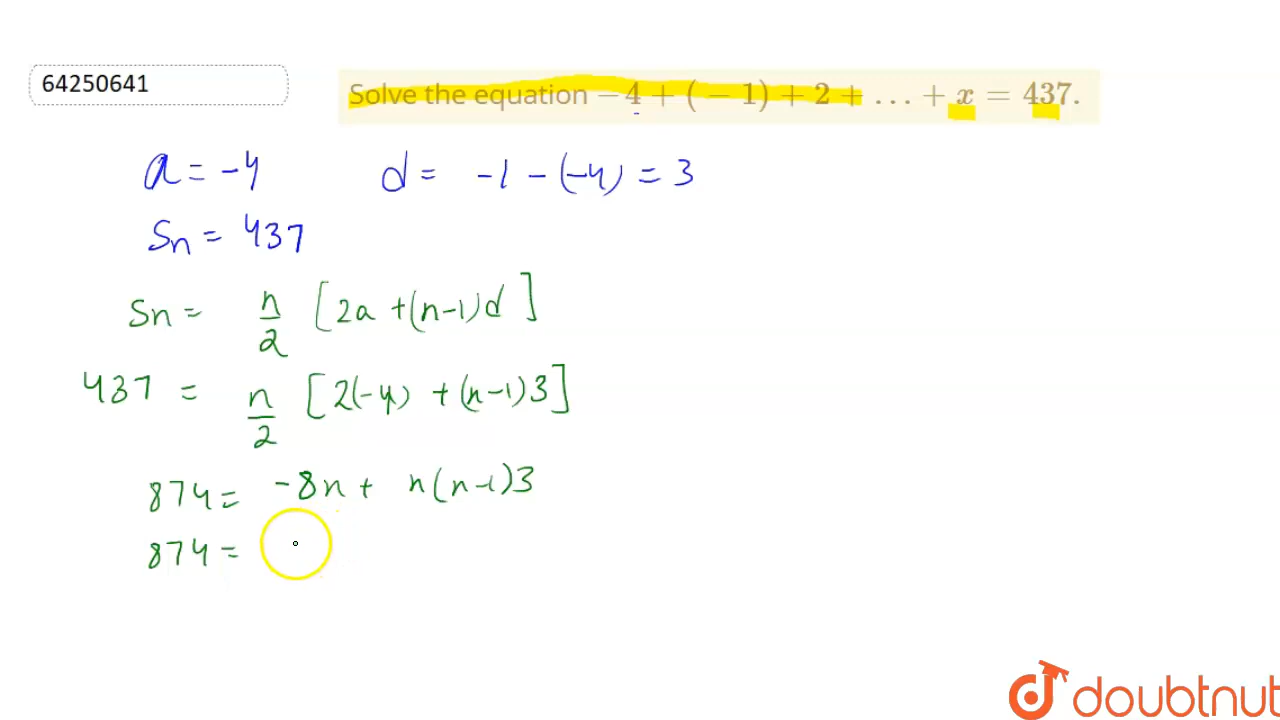 64250641
Solve the equation −4 + (−1) + 2 + … + x = 437.
a = -4 d = -1 - (-4) = 3
Sn = 437
Sn = n/2 [2a + (n-1)d]
437 = n/2 [2(-4) + (n-1)3]
874 = -8n + n(n-1)3
874 =
doubtnut